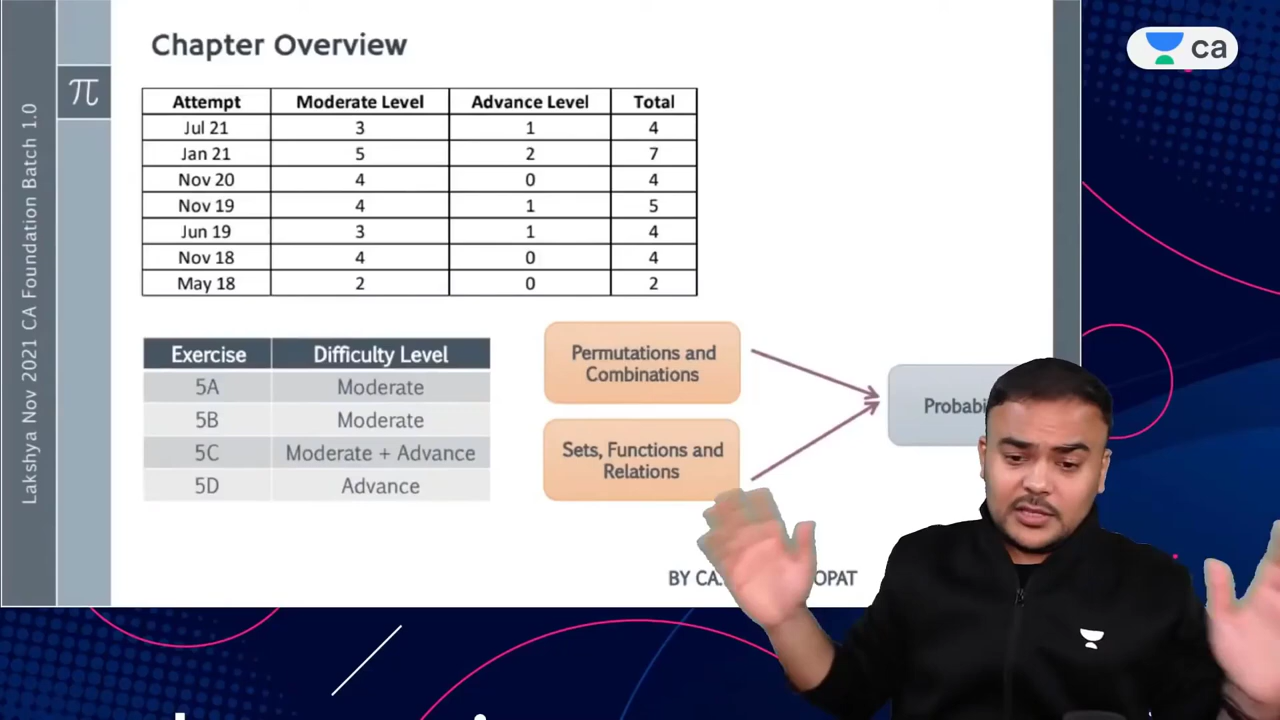 Chapter Overview
ca
π
Lakshya Nov 2021 CA Foundation Batch 1.0
Attempt Moderate Level Advance Level Total
Jul 21 3 1 4
Jan 21 5 2 7
Nov 20 4 0 4
Nov 19 4 1 5
Jun 19 3 1 4
Nov 18 4 0 4
May 18 2 0 2
Exercise Difficulty Level
5A Moderate
5B Moderate
5C Moderate + Advance
5D Advance
Permutations and
Combinations
Sets, Functions and
Relations
BY CA.